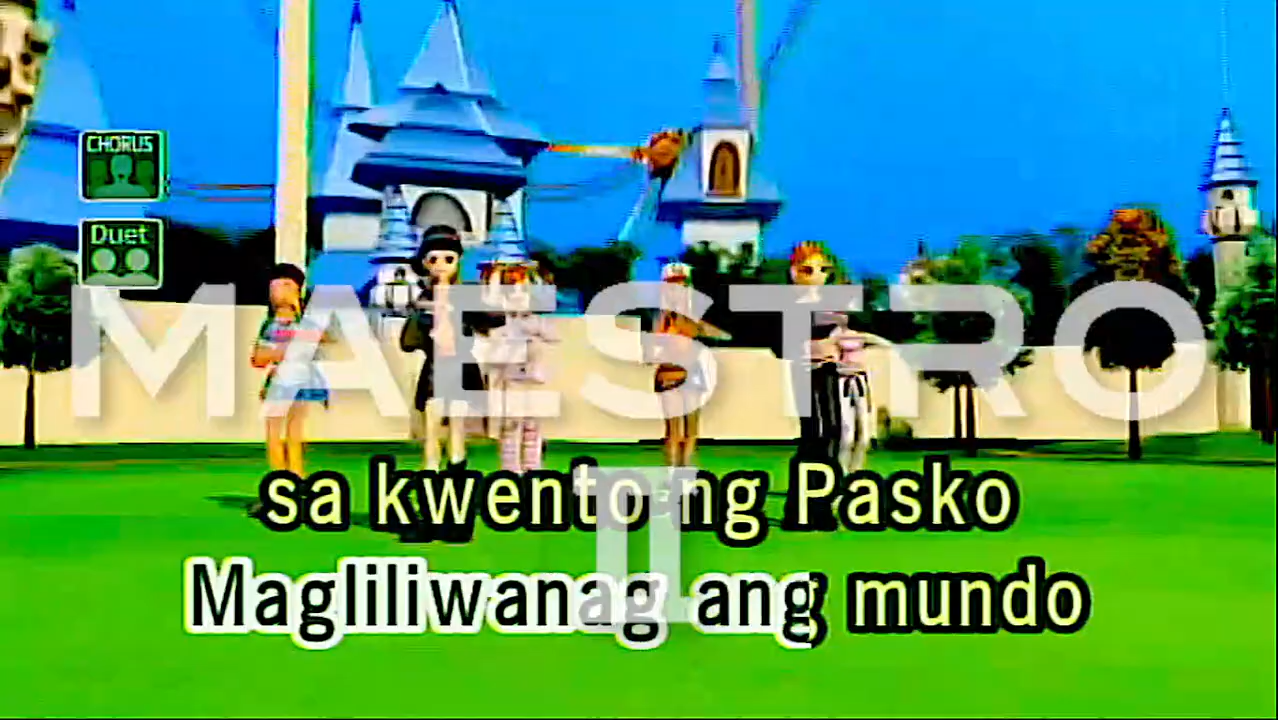 CHORUS
Duet
MAESTRO
sa kwento ng Pasko
Magliliwanag ang mundo